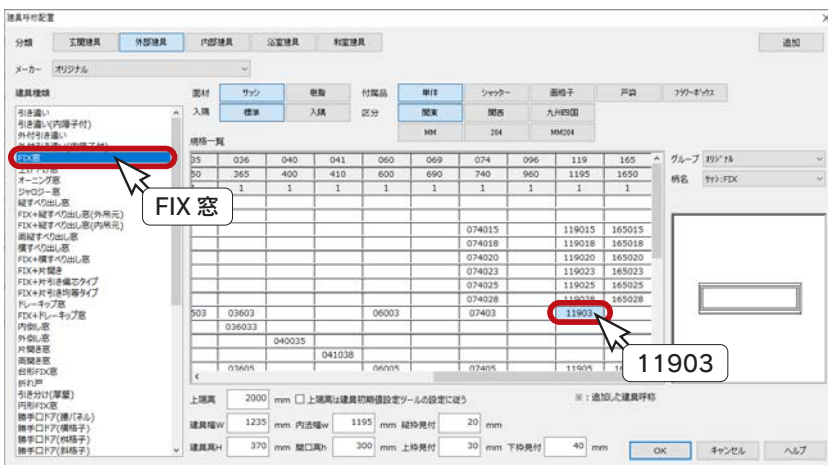 建具呼称配置
分類 玄関建具 外部建具 内部建具 浴室建具 和室建具 追加
メーカー オリジナル
建具種類 面材 サッシ 樹脂 付属品 単体 シャッター 面格子 戸袋 フラワーボックス
入隅 標準 入隅 区分 関東 関西 九州四国
MM 204 MM204
規格一覧
引き違い
引き違い(内障子付)
外付引き違い
FIX窓
オーニング窓
ジャロジー窓
縦すべり出し窓
FIX+縦すべり出し窓(外吊元)
FIX+縦すべり出し窓(内吊元)
両縦すべり出し窓
横すべり出し窓
FIX+横すべり出し窓
FIX+片開き
FIX+片引き偏芯タイプ
FIX+片引き均等タイプ
ドレーキップ窓
FIX+ドレーキップ窓
内倒し窓
外倒し窓
片開き窓
両開き窓
台形FIX窓
折れ戸
引き分け(厚壁)
円形FIX窓
勝手口ドア(腰パネル)
勝手口ドア(横格子)
勝手口ドア(桟格子)
勝手口ドア(斜格子)
35 036 040 041 060 069 074 096 119 165
50 365 400 410 600 690 740 960 1195 1650
1 1 1 1 1 1 1 1 1
074015 119015 165015
074018 119018 165018
074020 119020 165020
074023 119023 165023
074025 119025 165025
074028 119028 165028
503 03603 06003 07403 11903
036033
040035
041038
03605 06005 07405 11905
グループ オリジナル
柄名 サッシ:FIX
FIX 窓
11903
上端高 2000 mm 上端高は建具初期値設定ツールの設定に従う ※:追加した建具呼称
建具幅W 1235 mm 内法幅w 1195 mm 縦枠見付 20 mm
建具高H 370 mm 開口高h 300 mm 上枠見付 30 mm 下枠見付 40 mm
OK キャンセル ヘルプ